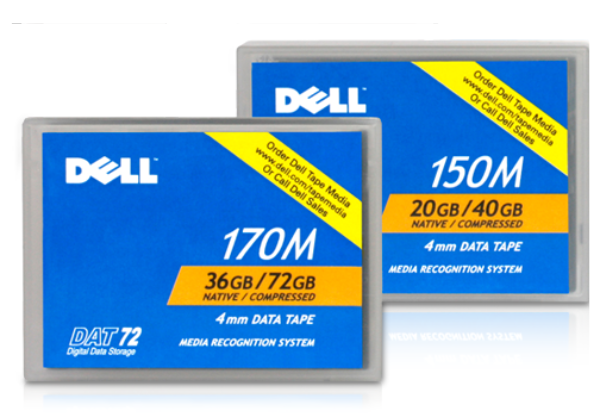 DELL
Order Dell Tape Media
www.dell.com/tapemedia
Or Call Dell Sales
170M
36GB/72GB
NATIVE / COMPRESSED
4mm DATA TAPE
MEDIA RECOGNITION SYSTEM
DAT 72
Digital Data Storage
DELL
Order Dell Tape Media
www.dell.com/tapemedia
Or Call Dell Sales
150M
20GB/40GB
NATIVE / COMPRESSED
4mm DATA TAPE
MEDIA RECOGNITION SYSTEM